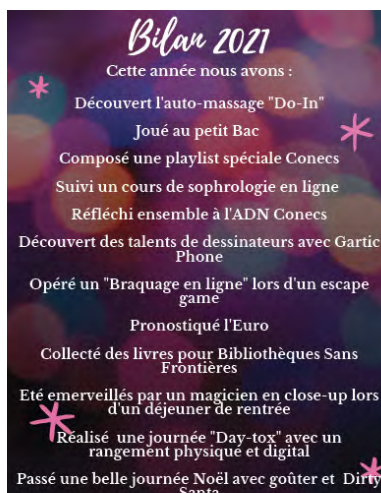 Bilan 2021
Cette année nous avons :
Découvert l'auto-massage "Do-In"
Joué au petit Bac
Composé une playlist spéciale Conecs
Suivi un cours de sophrologie en ligne
Réfléchi ensemble à l'ADN Conecs
Découvert des talents de dessinateurs avec Gartic
Phone
Opéré un "Braquage en ligne" lors d'un escape
game
Pronostiqué l'Euro
Collecté des livres pour Bibliothèques Sans
Frontières
Eté emerveillés par un magicien en close-up lors
d'un déjeuner de rentrée
Réalisé une journée "Day-tox" avec un
rangement physique et digital
Passé une belle journée Noël avec goûter et Dirty
Santa